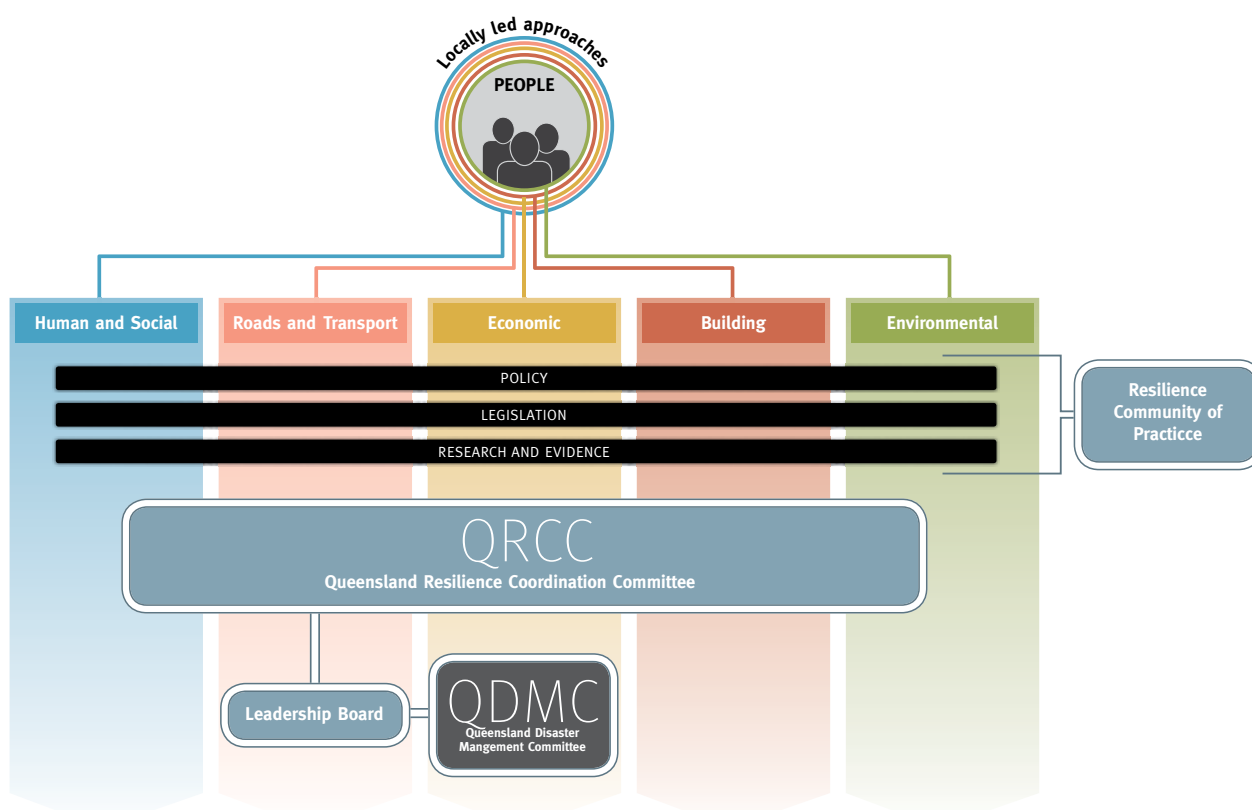 Locally led approaches
PEOPLE
Human and Social
Roads and Transport
Economic
Building
Environmental
POLICY
LEGISLATION
RESEARCH AND EVIDENCE
Resilience
Community of
Practicce
QRCC
Queensland Resilience Coordination Committee
Leadership Board
QDMC
Queensland Disaster
Mangement Committee